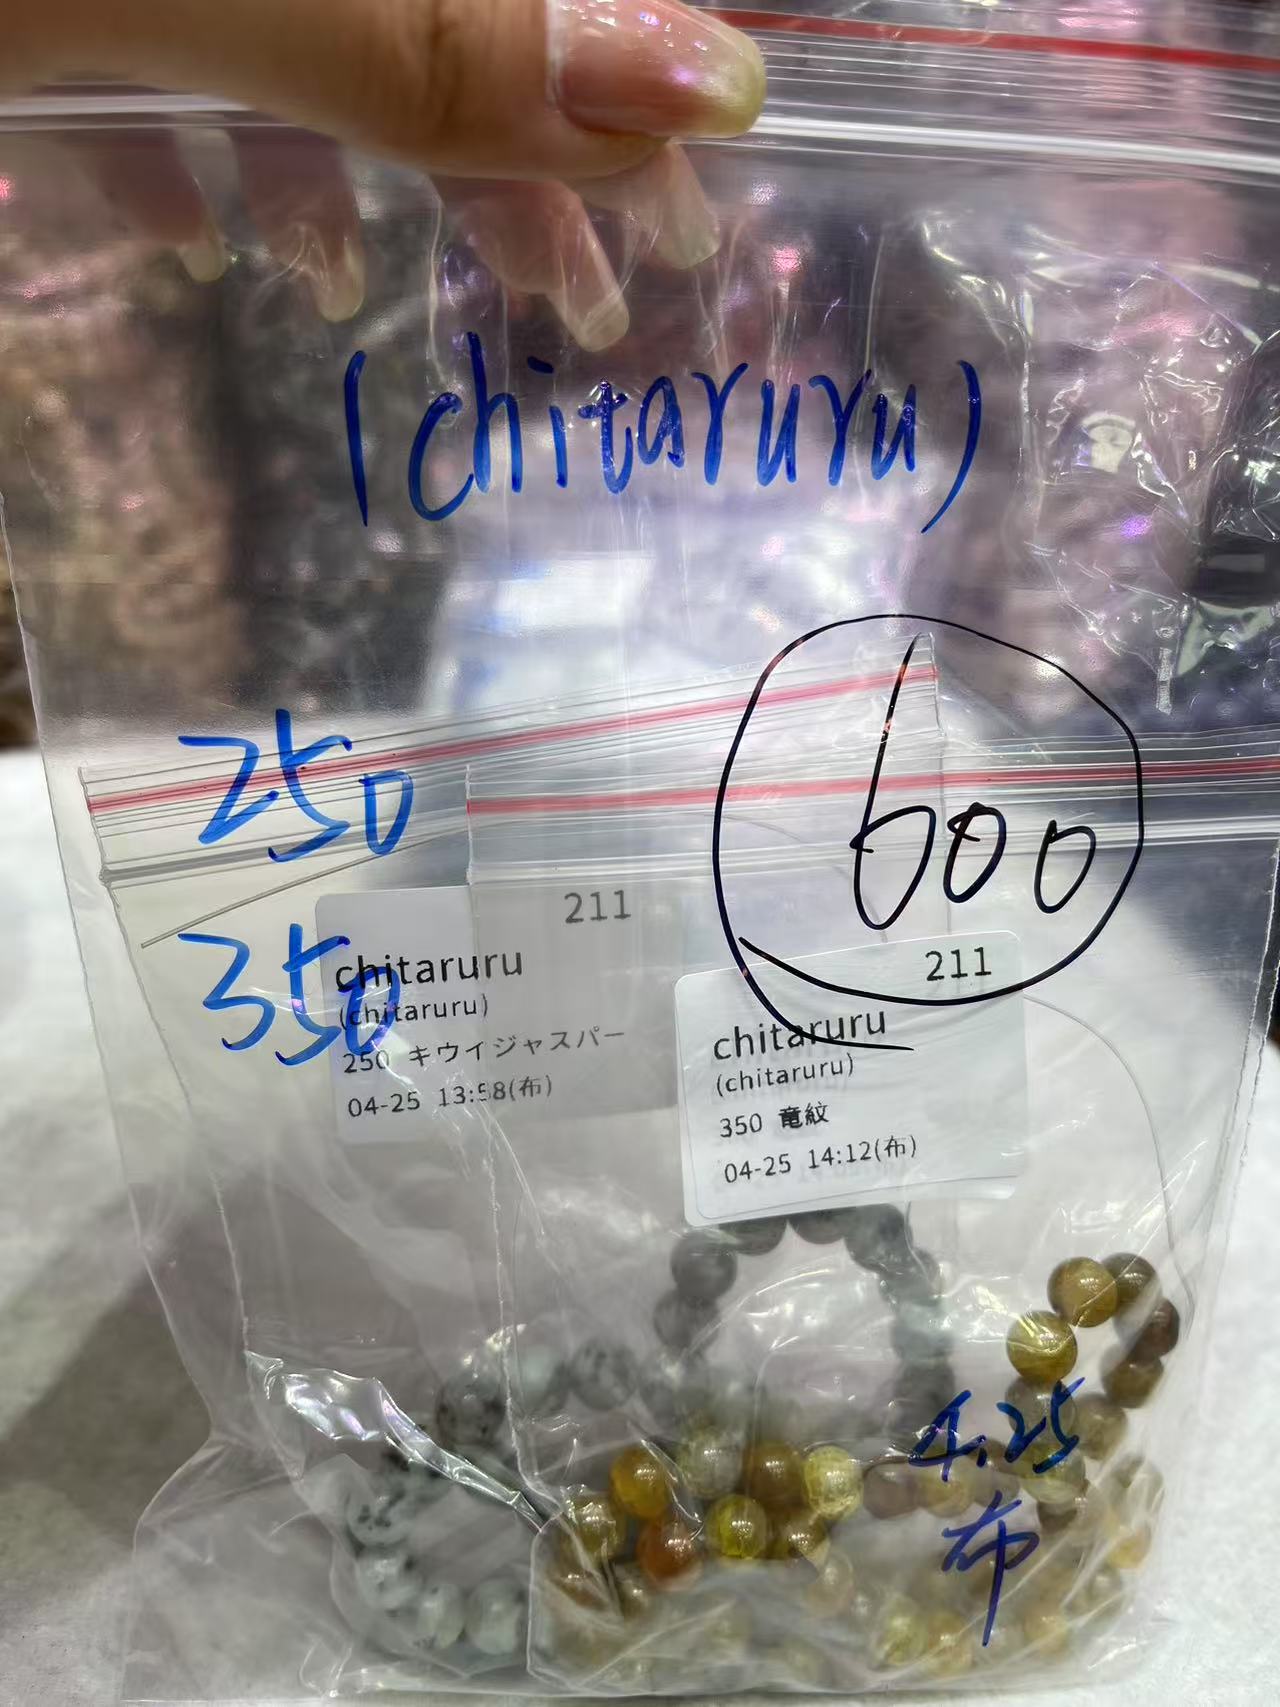 (chitaruru)
250
600
350
211
chitaruru
(chitaruru)
250 キウイジャスパー
04-25 13:58(布)
211
chitaruru
(chitaruru)
350 竜紋
04-25 14:12(布)
4.25
布